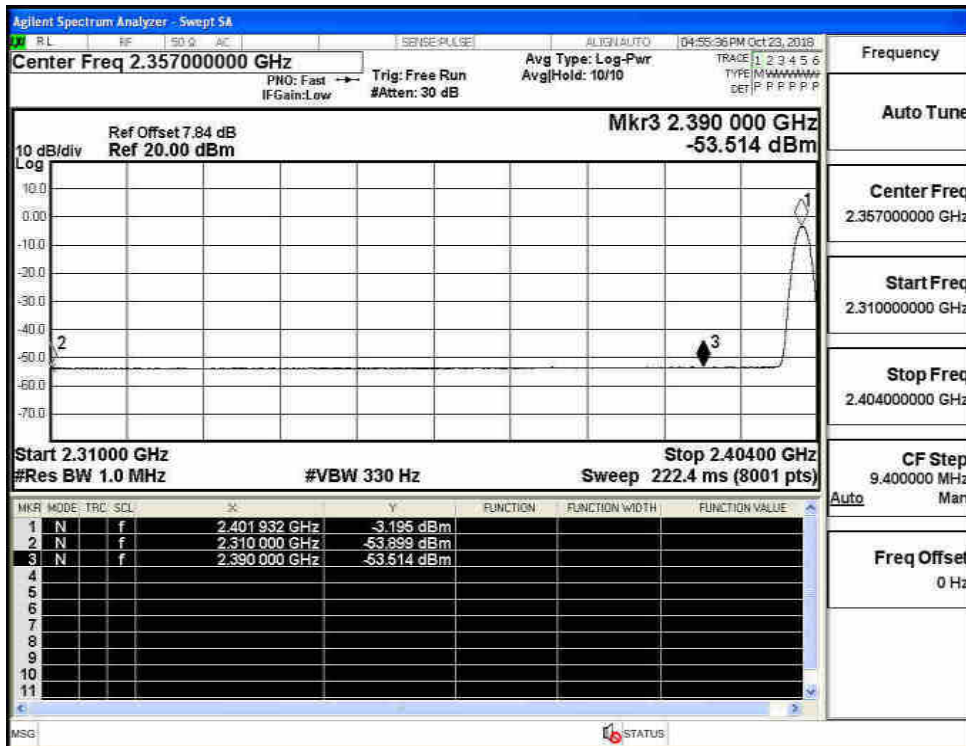 Agilent Spectrum Analyzer - Swept SA
RL RF 50 Ω AC SENSE:PULSE ALIGNAUTO 04:55:36 PM Oct 23, 2018
Center Freq 2.357000000 GHz
PNO: Fast
IFGain:Low
Trig: Free Run
#Atten: 30 dB
Avg Type: Log-Pwr
Avg|Hold: 10/10
TRACE 1 2 3 4 5 6
TYPE M W W W W W
DET P P P P P P
Mkr3 2.390 000 GHz
-53.514 dBm
Ref Offset 7.84 dB
10 dB/div Ref 20.00 dBm
Log
10.0
0.00
-10.0
-20.0
-30.0
-40.0
-50.0
-60.0
-70.0
1
2
3
Start 2.31000 GHz Stop 2.40400 GHz
#Res BW 1.0 MHz #VBW 330 Hz Sweep 222.4 ms (8001 pts)
MKR MODE TRC SCL X Y FUNCTION FUNCTION WIDTH FUNCTION VALUE
1 N f 2.401 932 GHz -3.195 dBm
2 N f 2.310 000 GHz -53.899 dBm
3 N f 2.390 000 GHz -53.514 dBm
4
5
6
7
8
9
10
11
MSG STATUS
Frequency
Auto Tune
Center Freq
2.357000000 GHz
Start Freq
2.310000000 GHz
Stop Freq
2.404000000 GHz
CF Step
9.400000 MHz
Auto Man
Freq Offset
0 Hz